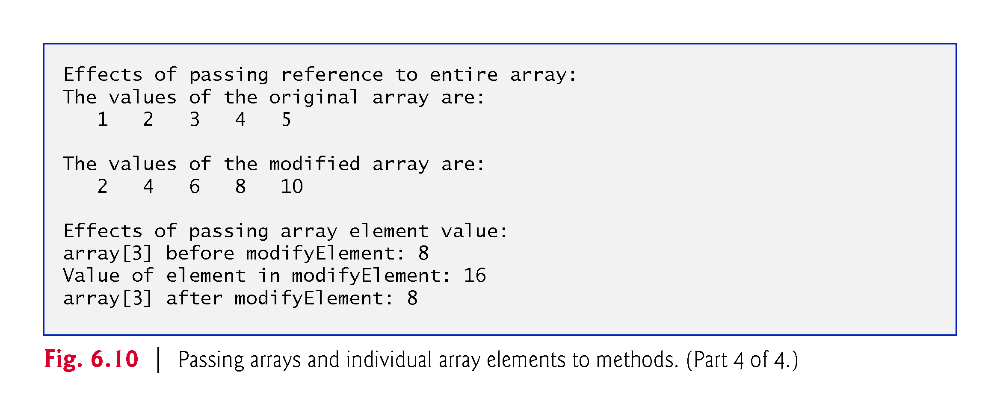 Effects of passing reference to entire array:
The values of the original array are:
   1   2   3   4   5

The values of the modified array are:
   2   4   6   8   10

Effects of passing array element value:
array[3] before modifyElement: 8
Value of element in modifyElement: 16
array[3] after modifyElement: 8
Fig. 6.10 | Passing arrays and individual array elements to methods. (Part 4 of 4.)